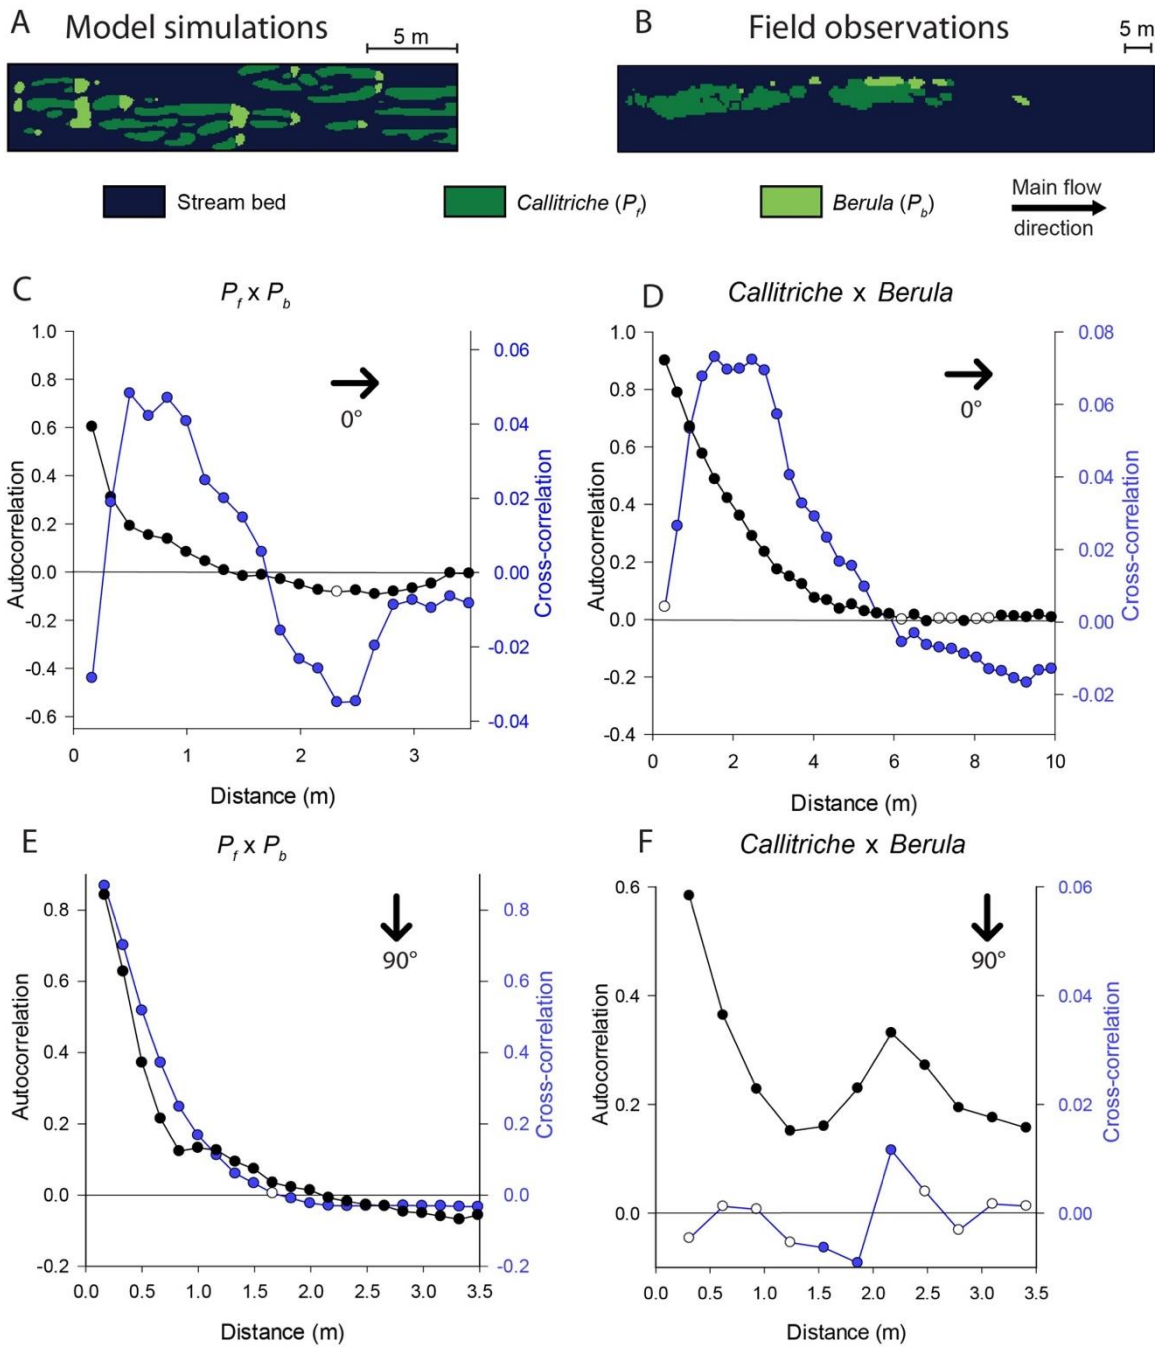 A Model simulations
5 m
B Field observations
5 m
Stream bed
Callitriche (Pf)
Berula (Pb)
Main flow
direction
C
Pf x Pb
1.0
0.8
0.6
0.4
0.2
0.0
-0.2
-0.4
-0.6
Autocorrelation
0.06
0.04
0.02
0.00
-0.02
-0.04
Cross-correlation
0°
0 1 2 3
Distance (m)
D
Callitriche x Berula
1.0
0.8
0.6
0.4
0.2
0.0
-0.2
-0.4
Autocorrelation
0.08
0.06
0.04
0.02
0.00
-0.02
Cross-correlation
0°
0 2 4 6 8 10
Distance (m)
E
Pf x Pb
0.8
0.6
0.4
0.2
0.0
-0.2
Autocorrelation
0.8
0.6
0.4
0.2
0.0
-0.2
Cross-correlation
90°
0.0 0.5 1.0 1.5 2.0 2.5 3.0 3.5
Distance (m)
F
Callitriche x Berula
0.6
0.4
0.2
0.0
Autocorrelation
0.06
0.04
0.02
0.00
Cross-correlation
90°
0.0 0.5 1.0 1.5 2.0 2.5 3.0 3.5
Distance (m)